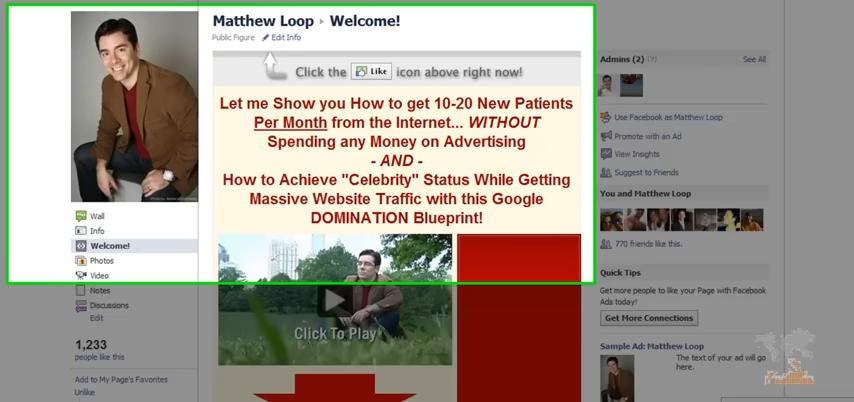 Matthew Loop ▸ Welcome!
Public Figure Edit Info
Click the Like icon above right now!
Let me Show you How to get 10-20 New Patients
Per Month from the Internet... WITHOUT
Spending any Money on Advertising
- AND -
How to Achieve "Celebrity" Status While Getting
Massive Website Traffic with this Google
DOMINATION Blueprint!
Click To Play
Wall
Info
Welcome!
Photos
Video
Notes
Discussions
Edit
1,233
people like this
Add to My Page's Favorites
Unlike
Admins (2) [?] See All
Use Facebook as Matthew Loop
Promote with an Ad
View Insights
Suggest to Friends
You and Matthew Loop
770 friends like this.
Quick Tips
Get more people to like your Page with Facebook
Ads today!
Get More Connections
Sample Ad: Matthew Loop
The text of your ad will go
here.